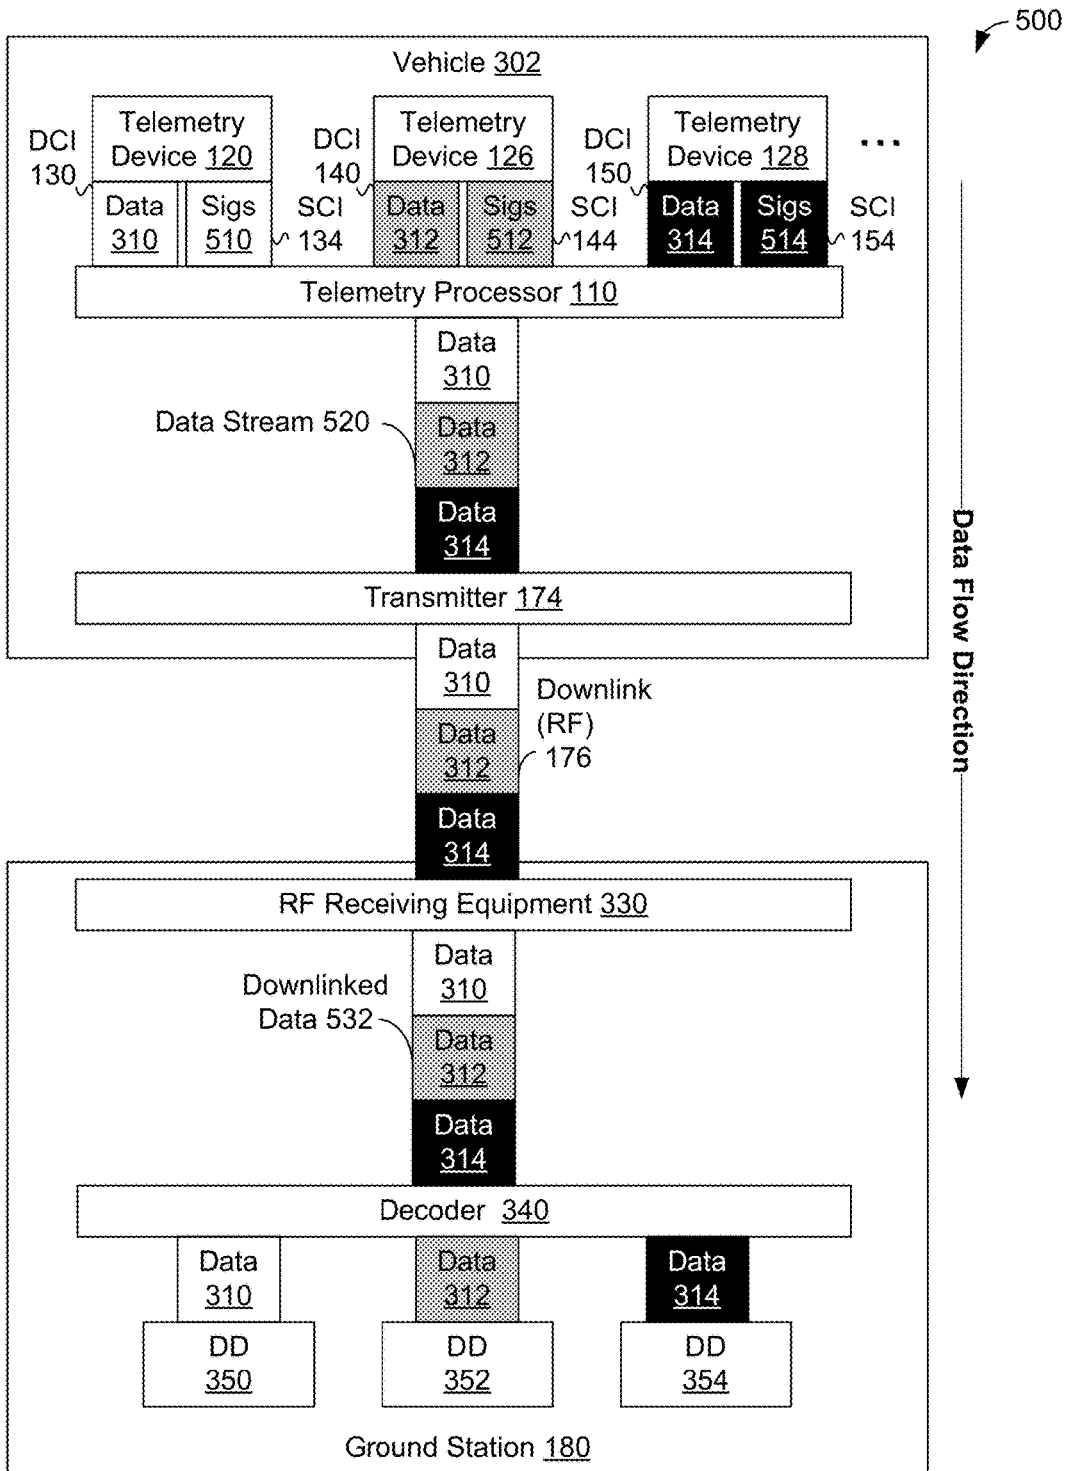 500
Vehicle 302
Telemetry
Device 120
Telemetry
Device 126
Telemetry
Device 128
...
DCI
130
DCI
140
DCI
150
Data
310
Sigs
510
SCI
134
Data
312
Sigs
512
SCI
144
Data
314
Sigs
514
SCI
154
Telemetry Processor 110
Data
310
Data Stream 520
Data
312
Data
314
Transmitter 174
Data
310
Downlink
(RF)
176
Data
312
Data
314
Data Flow Direction
RF Receiving Equipment 330
Data
310
Downlinked
Data 532
Data
312
Data
314
Decoder 340
Data
310
Data
312
Data
314
DD
350
DD
352
DD
354
Ground Station 180